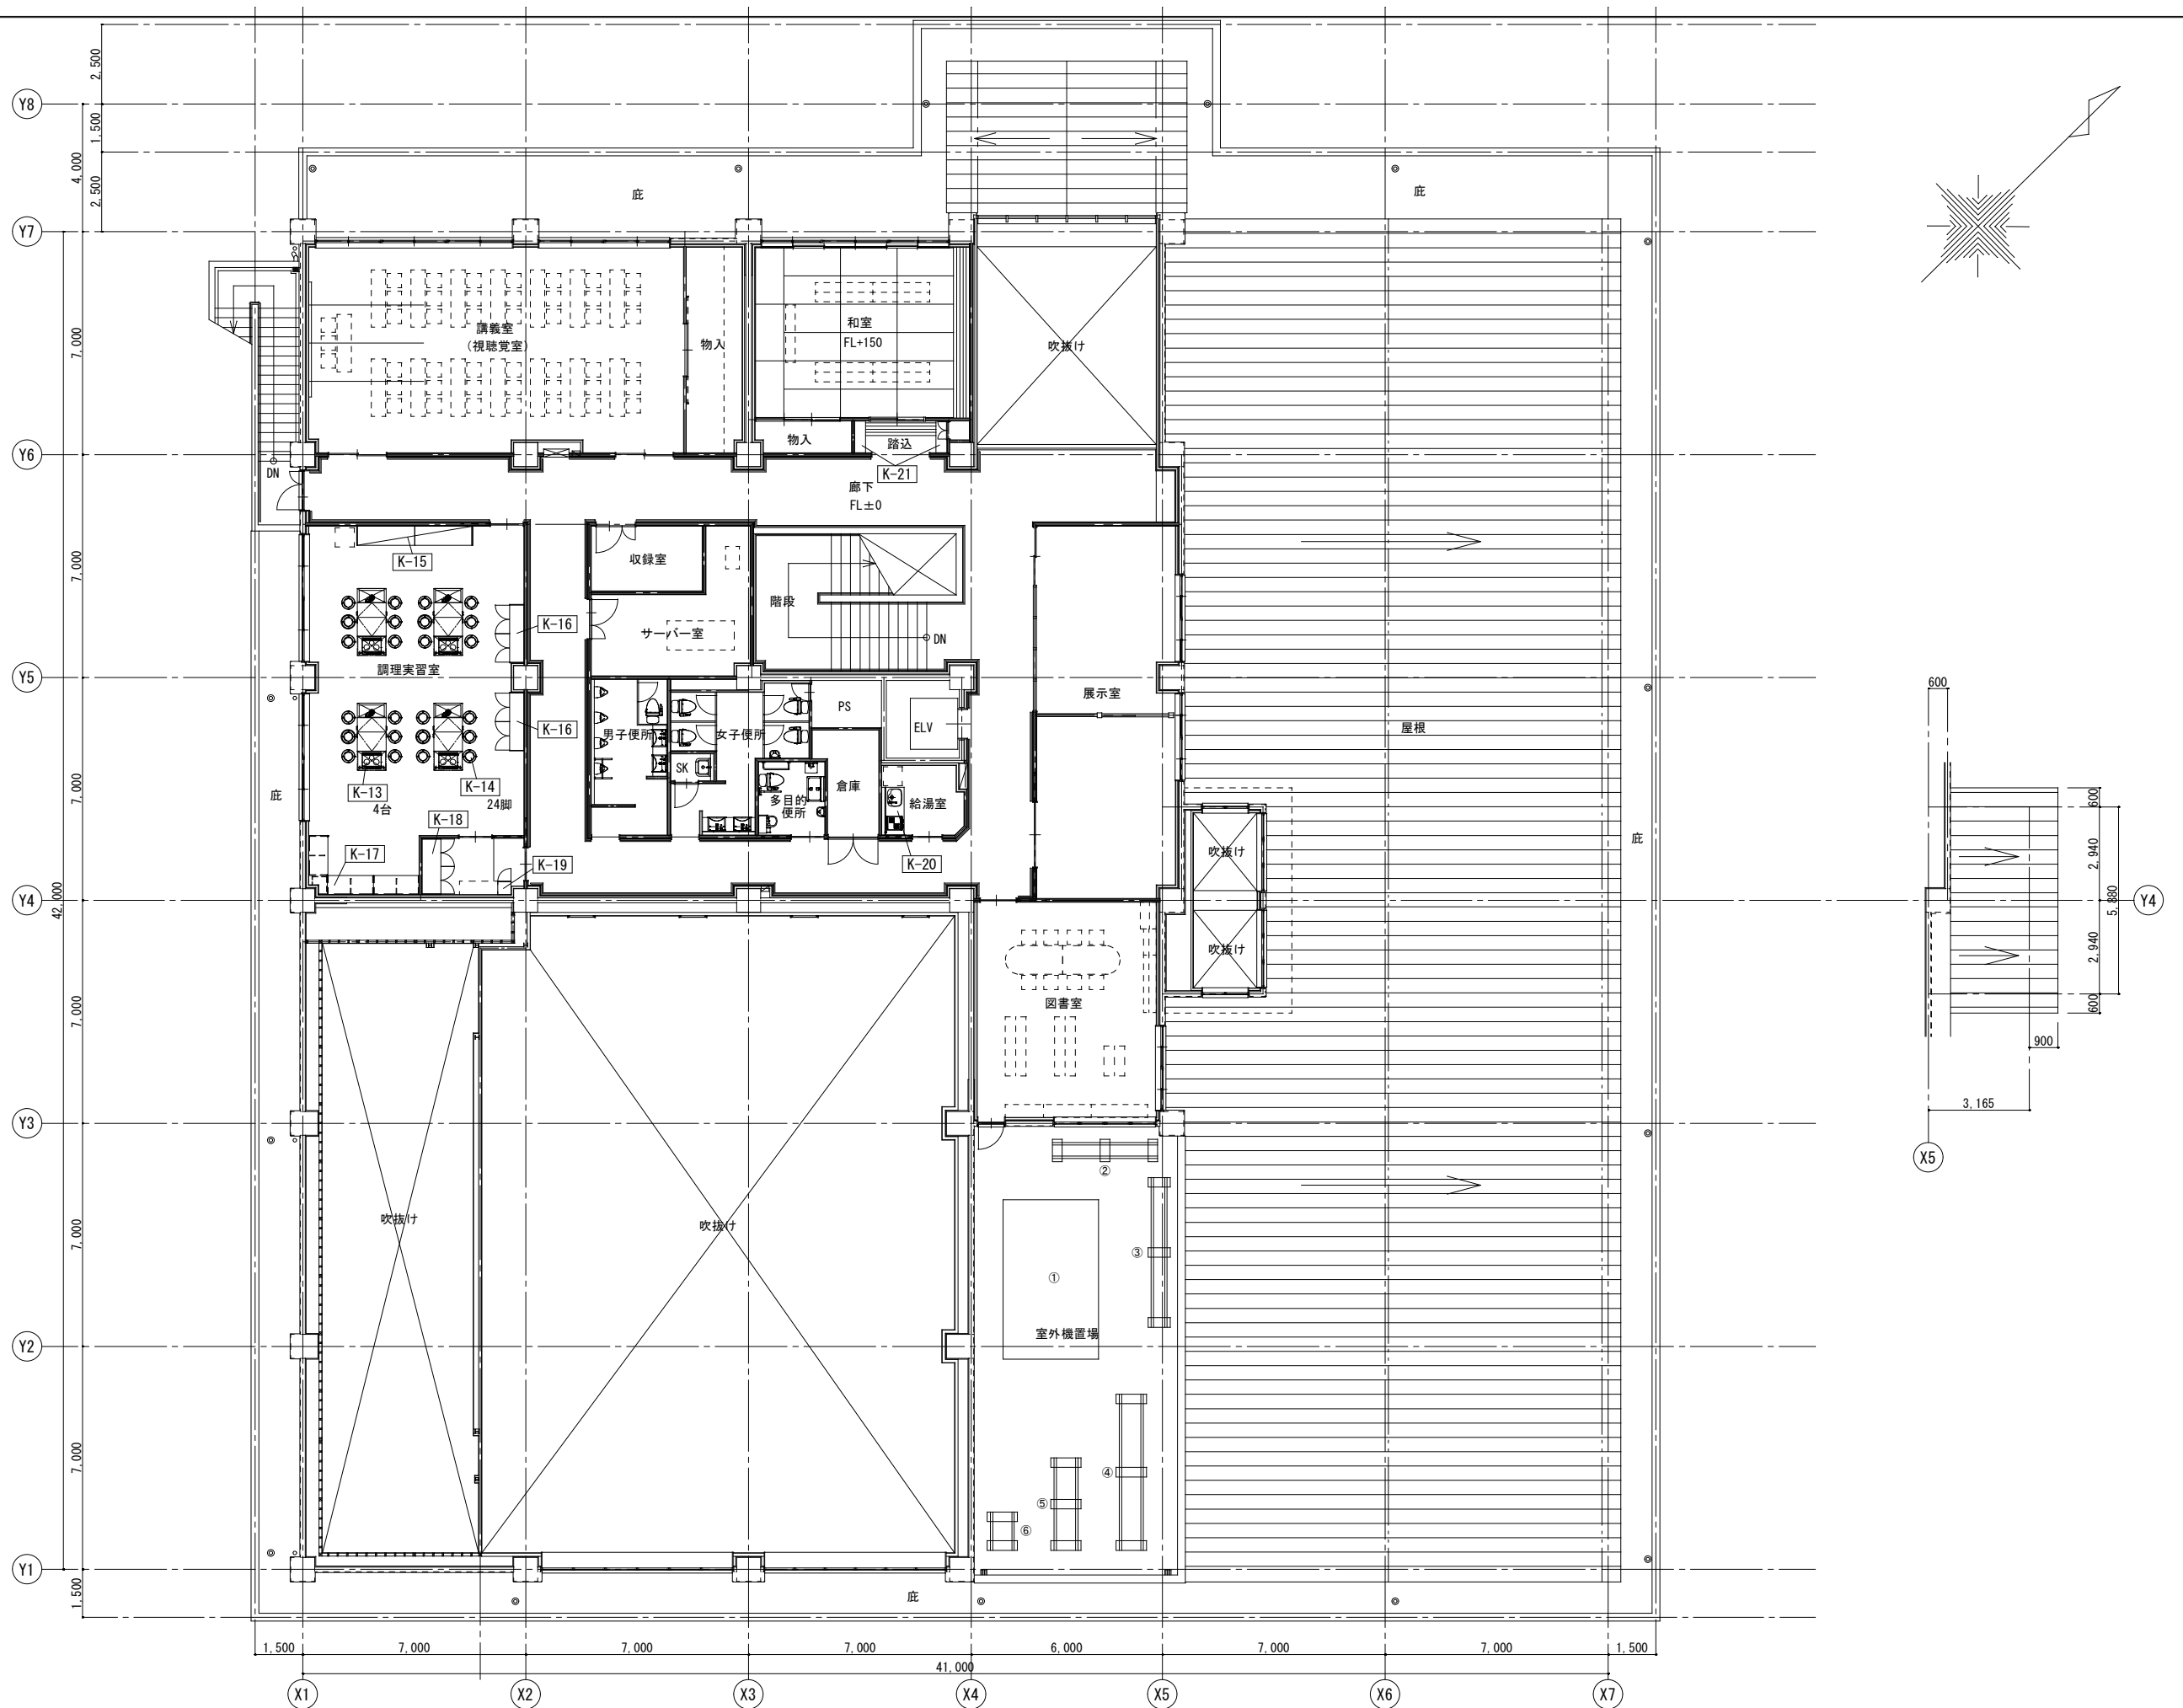 2,500
Y8
1,500
4,000
2,500
庇
庇
Y7
講義室
(視聴覚室)
物入
和室
FL+150
吹抜け
7,000
物入
踏込
Y6
DN
K-21
廊下
FL±0
7,000
K-15
収録室
階段
K-16
サーバー室
DN
600
Y5
調理実習室
展示室
PS
ELV
屋根
K-16
男子便所
女子便所
SK
K-13
4台
K-14
24脚
倉庫
多目的
便所
給湯室
庇
7,000
600
K-18
K-17
K-19
K-20
吹抜け
庇
2,940
Y4
42,000
5,880
Y4
吹抜け
2,940
図書室
7,000
600
900
3,165
Y3
X5
②
吹抜け
吹抜け
③
7,000
①
室外機置場
Y2
7,000
④
⑤
⑥
Y1
1,500
庇
1,500
7,000
7,000
7,000
6,000
7,000
7,000
1,500
41,000
X1
X2
X3
X4
X5
X6
X7